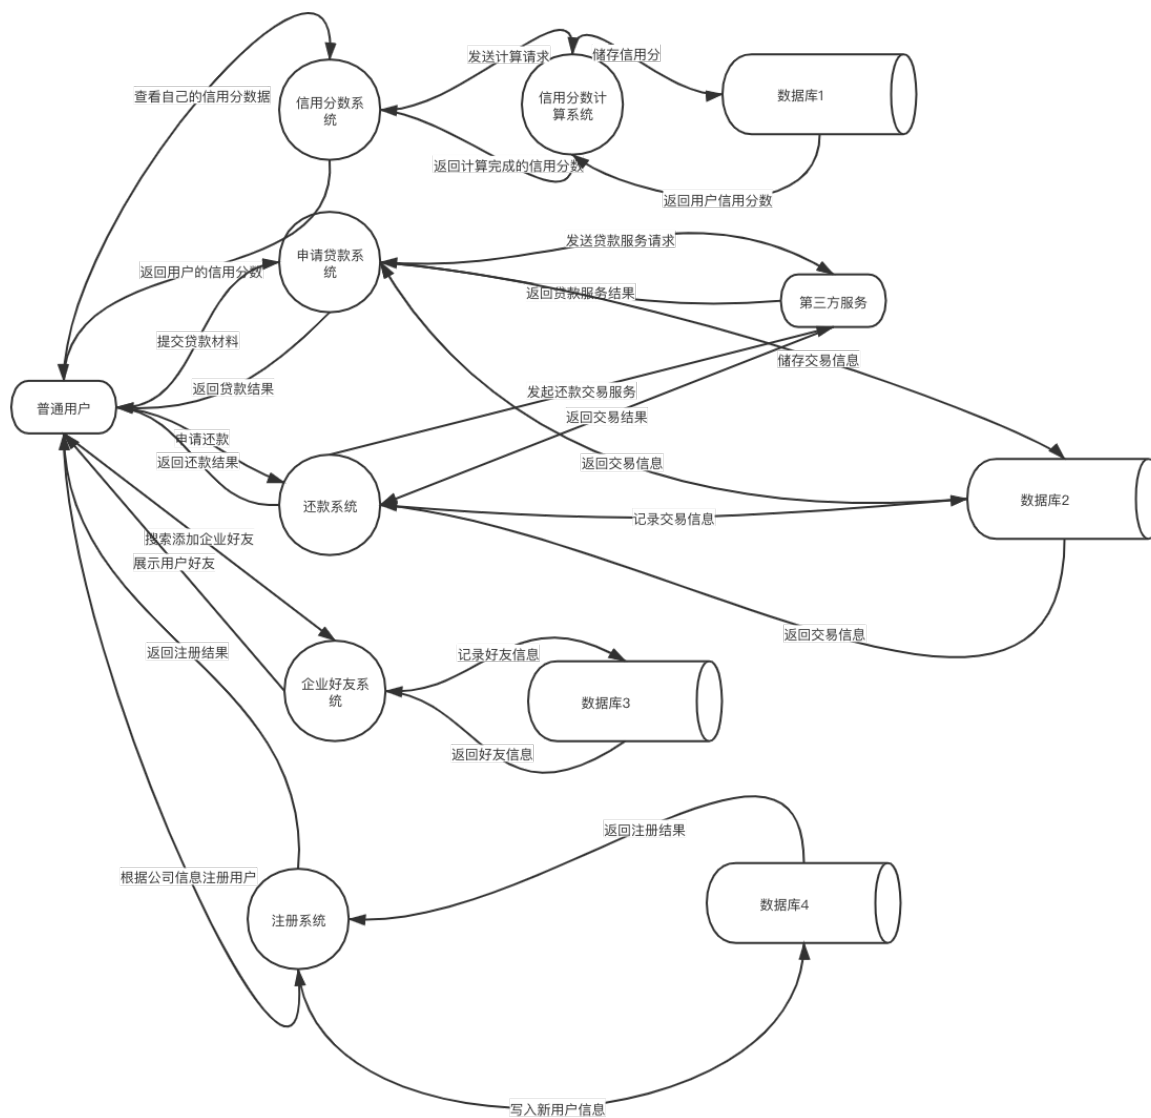 发送计算请求
储存信用分
查看自己的信用分数据
信用分数系
统
信用分数计
算系统
数据库1
返回计算完成的信用分数
返回用户信用分数
申请贷款系
统
发送贷款服务请求
返回用户的信用分数
返回贷款服务结果
第三方服务
提交贷款材料
储存交易信息
返回贷款结果
发起还款交易服务
普通用户
返回交易结果
申请还款
返回还款结果
返回交易信息
还款系统
记录交易信息
数据库2
搜索添加企业好友
展示用户好友
返回交易信息
返回注册结果
记录好友信息
企业好友系
统
数据库3
返回好友信息
返回注册结果
根据公司信息注册用户
注册系统
数据库4
写入新用户信息